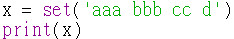 x = set('aaa bbb cc d')
print(x)